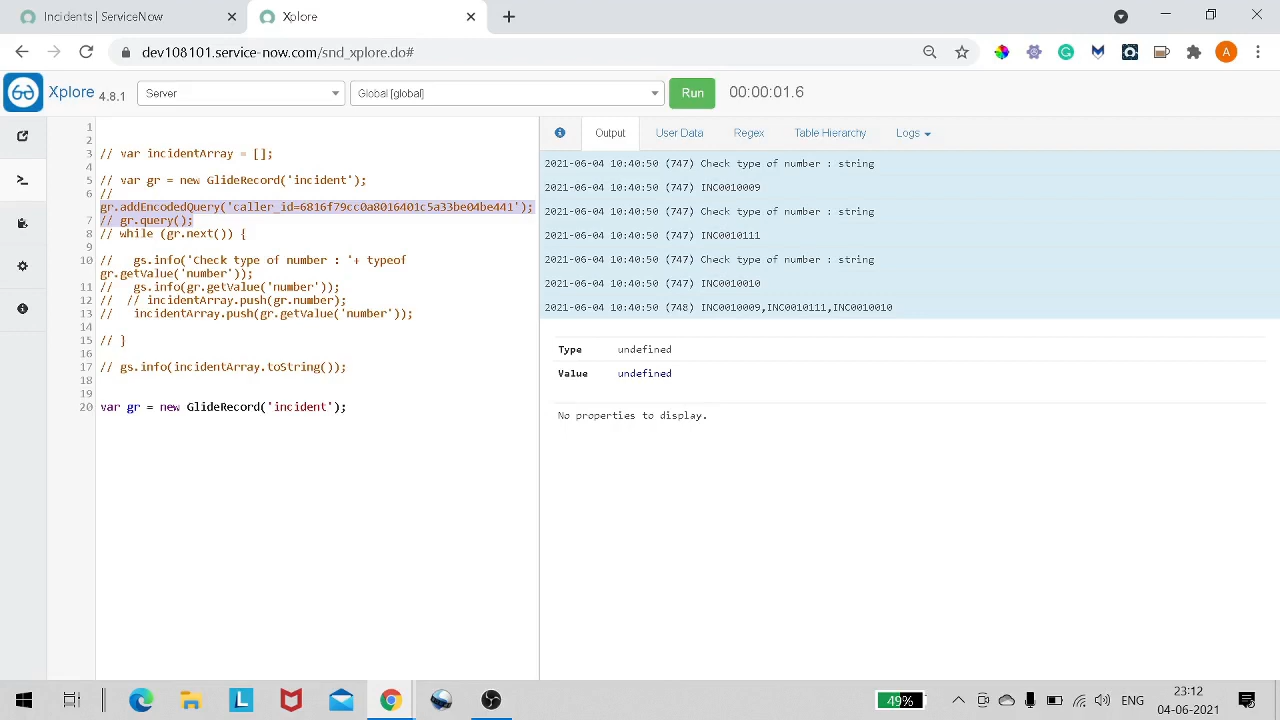 Incidents | ServiceNow
Xplore
dev108101.service-now.com/snd_xplore.do#
A
Xplore 4.8.1
Server
Global [global]
Run
00:00:01.6
Output
User Data
Regex
Table Hierarchy
Logs
1
2
3 // var incidentArray = [];
4
5 // var gr = new GlideRecord('incident');
6 //
gr.addEncodedQuery('caller_id=6816f79cc0a8016401c5a33be04be441');
7 // gr.query();
8 // while (gr.next()) {
9
10 //   gs.info('Check type of number : '+ typeof
gr.getValue('number'));
11 //   gs.info(gr.getValue('number'));
12 //  // incidentArray.push(gr.number);
13 //   incidentArray.push(gr.getValue('number'));
14
15 // }
16
17 // gs.info(incidentArray.toString());
18
19
20 var gr = new GlideRecord('incident');
2021-06-04 10:40:50 (747) Check type of number : string
2021-06-04 10:40:50 (747) INC0010009
2021-06-04 10:40:50 (747) Check type of number : string
2021-06-04 10:40:50 (747) INC0010111
2021-06-04 10:40:50 (747) Check type of number : string
2021-06-04 10:40:50 (747) INC0010010
2021-06-04 10:40:50 (748) INC0010009,INC0010111,INC0010010
Type undefined
Value undefined
No properties to display.
L
49%
ENG
23:12
04-06-2021